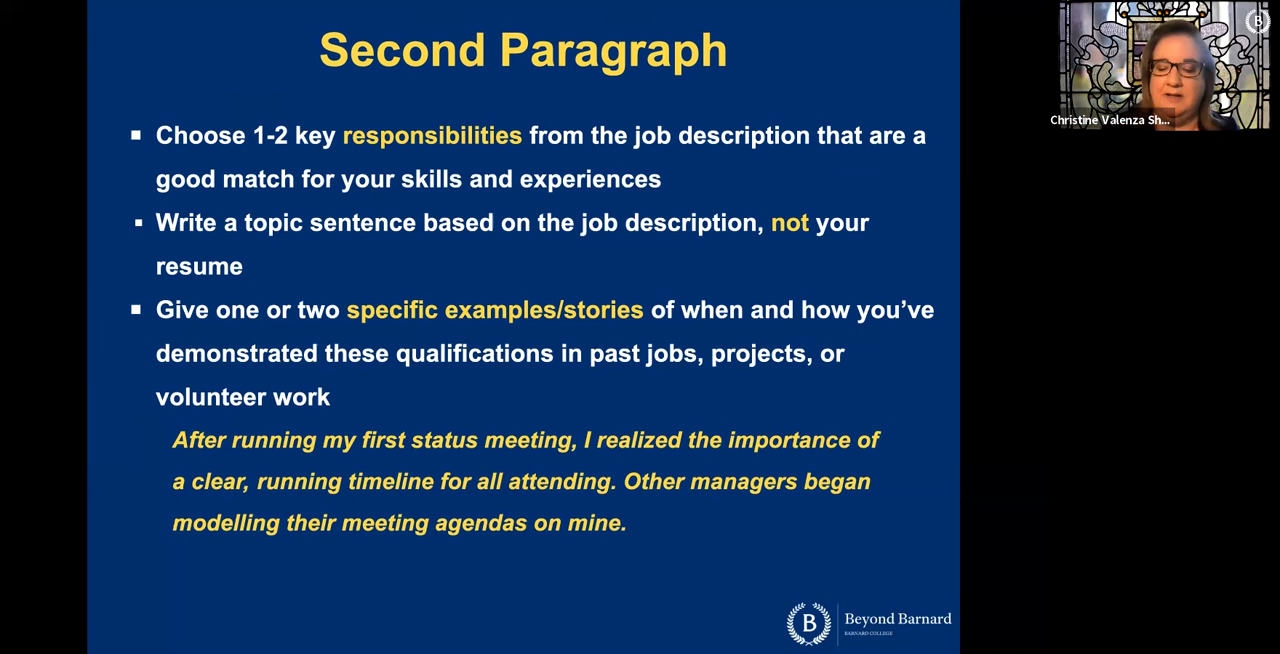 Second Paragraph
Choose 1-2 key responsibilities from the job description that are a
good match for your skills and experiences
Write a topic sentence based on the job description, not your
resume
Give one or two specific examples/stories of when and how you’ve
demonstrated these qualifications in past jobs, projects, or
volunteer work
After running my first status meeting, I realized the importance of
a clear, running timeline for all attending. Other managers began
modelling their meeting agendas on mine.
B
Beyond Barnard
BARNARD COLLEGE
B
Christine Valenza Sh...